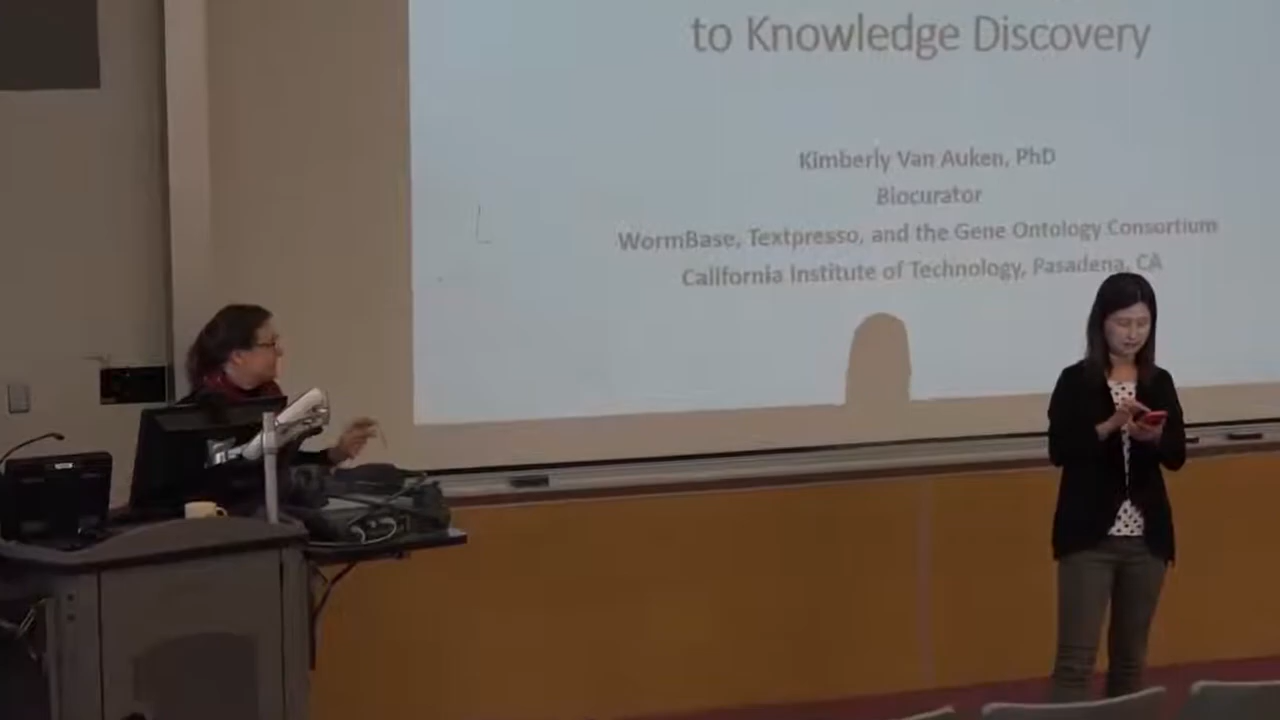 to Knowledge Discovery
Kimberly Van Auken, PhD
Biocurator
WormBase, Textpresso, and the Gene Ontology Consortium
California Institute of Technology, Pasadena, CA